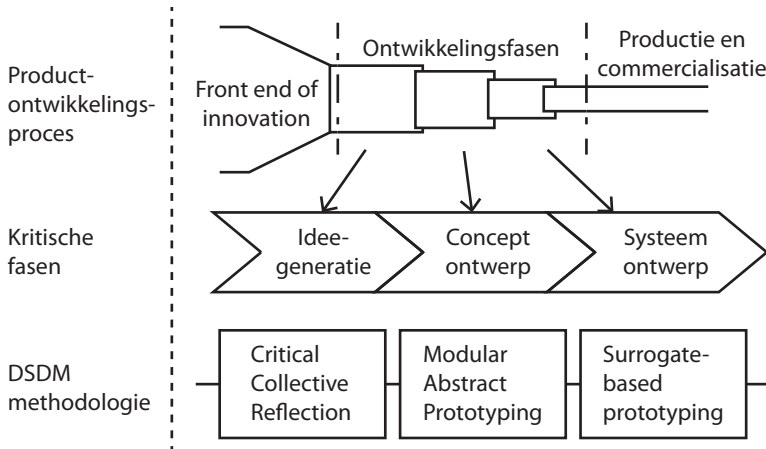 Product-
ontwikkelings-
proces
Front end of
innovation
Ontwikkelingsfasen
Productie en
commercialisatie
Kritische
fasen
Idee-
generatie
Concept
ontwerp
Systeem
ontwerp
DSDM
methodologie
Critical
Collective
Reflection
Modular
Abstract
Prototyping
Surrogate-
based
prototyping